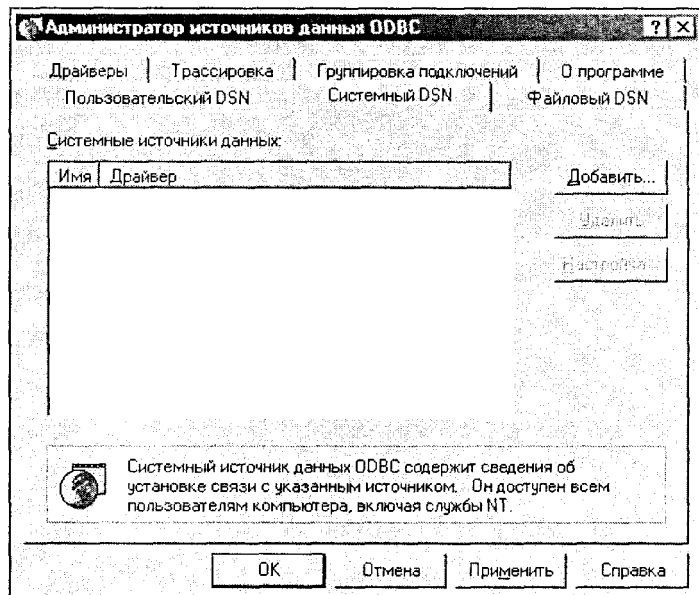 Администратор источников данных ODBC
Драйверы Трассировка Группировка подключений О программе
Пользовательский DSN Системный DSN Файловый DSN
Системные источники данных:
Имя Драйвер
Добавить...
Удалить
Настройка...
Системный источник данных ODBC содержит сведения об
установке связи с указанным источником. Он доступен всем
пользователям компьютера, включая службы NT.
OK Отмена Применить Справка